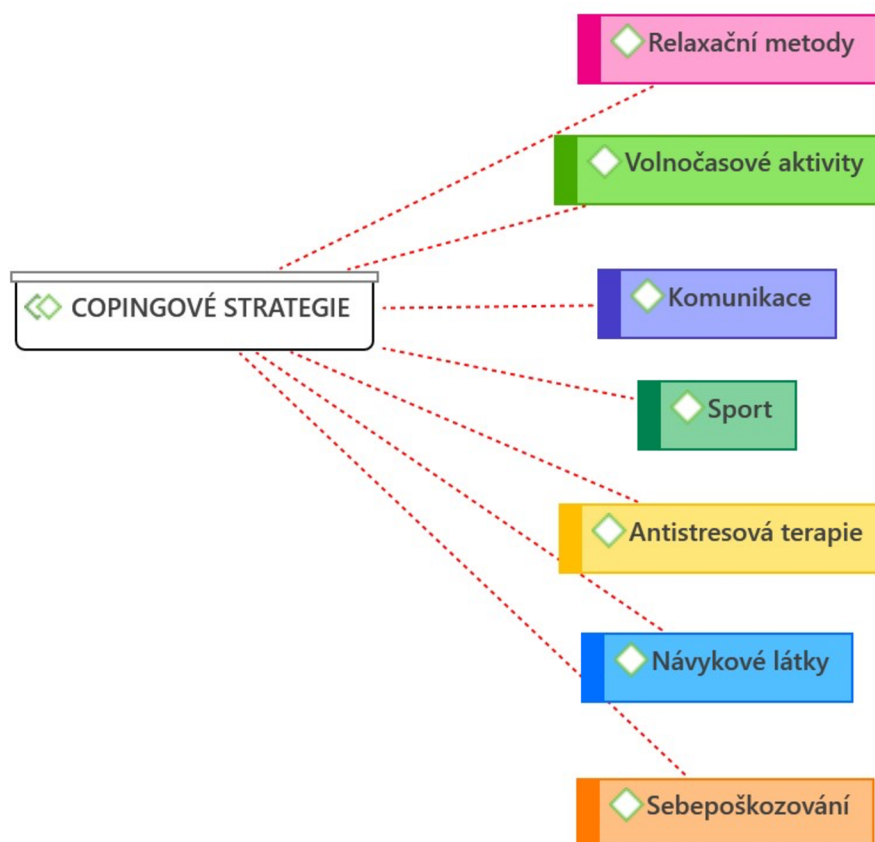 Relaxační metody
Volnočasové aktivity
COPINGOVÉ STRATEGIE
Komunikace
Sport
Antistresová terapie
Návykové látky
Sebepoškozování